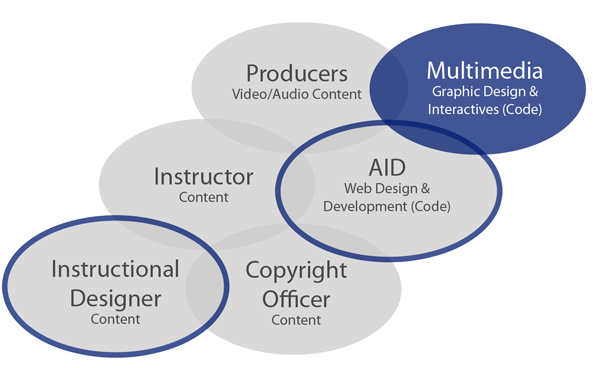 Producers
Video/Audio Content
Multimedia
Graphic Design &
Interactives (Code)
Instructor
Content
AID
Web Design &
Development (Code)
Instructional
Designer
Content
Copyright
Officer
Content